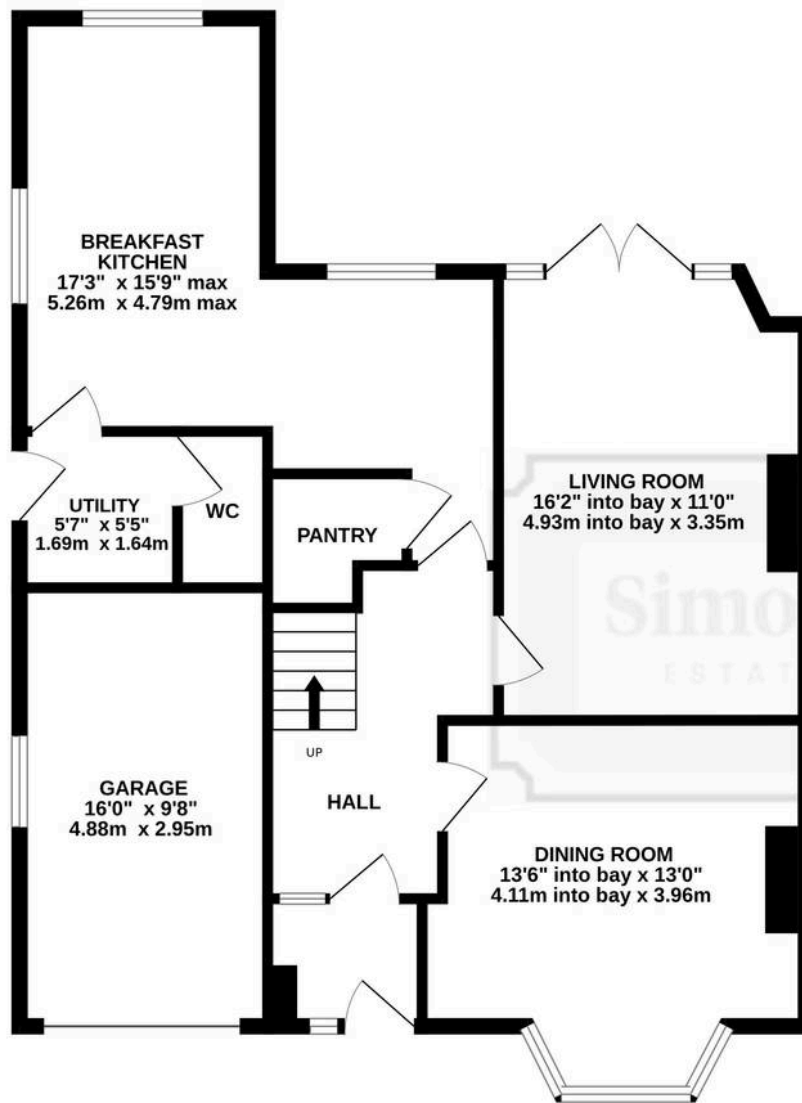 BREAKFAST
KITCHEN
17'3" x 15'9" max
5.26m x 4.79m max
LIVING ROOM
16'2" into bay x 11'0"
4.93m into bay x 3.35m
UTILITY
5'7" x 5'5"
1.69m x 1.64m
WC
PANTRY
Simo
ESTAT
UP
HALL
GARAGE
16'0" x 9'8"
4.88m x 2.95m
DINING ROOM
13'6" into bay x 13'0"
4.11m into bay x 3.96m